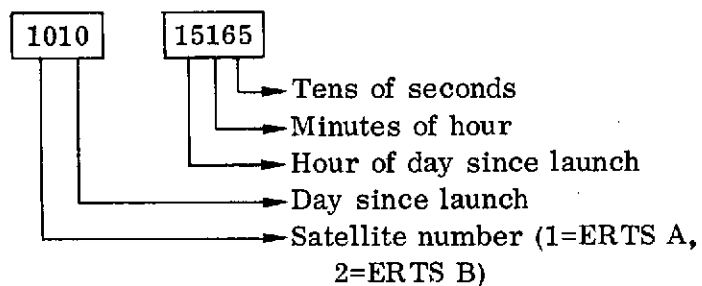 1010 15165
Tens of seconds
Minutes of hour
Hour of day since launch
Day since launch
Satellite number (1=ERTS A,
2=ERTS B)